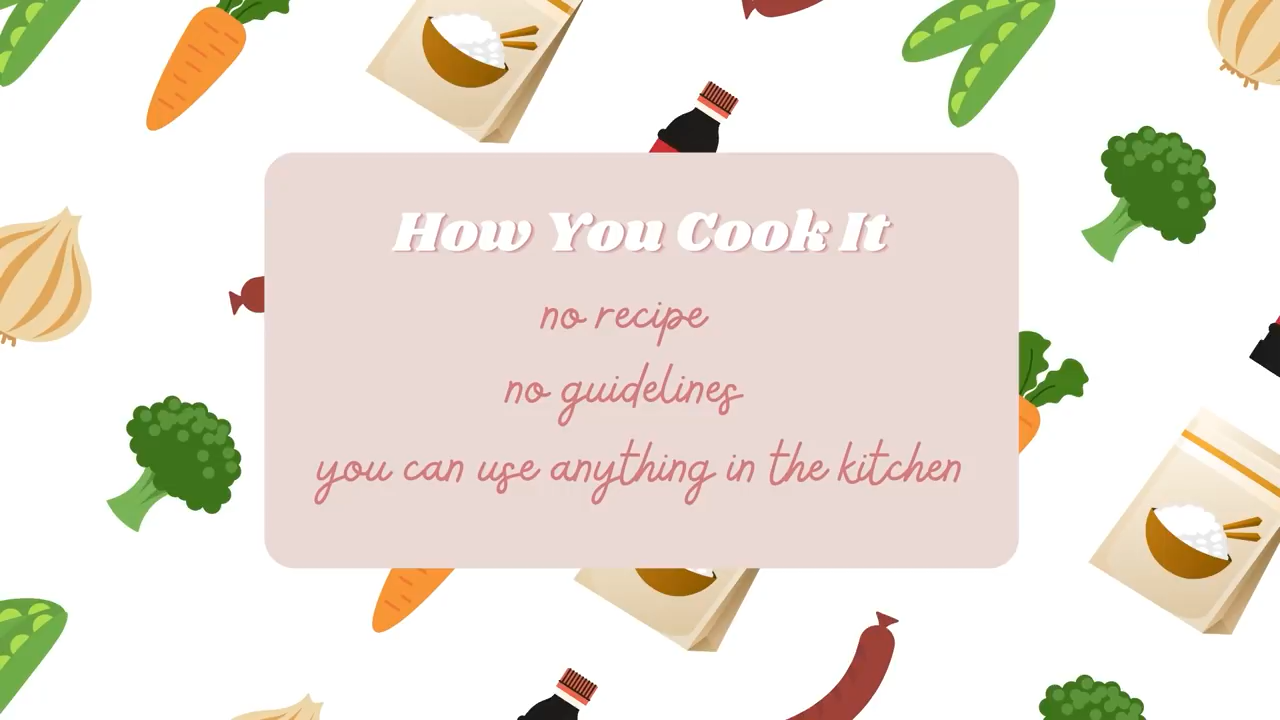 How You Cook It
no recipe
no guidelines
you can use anything in the kitchen